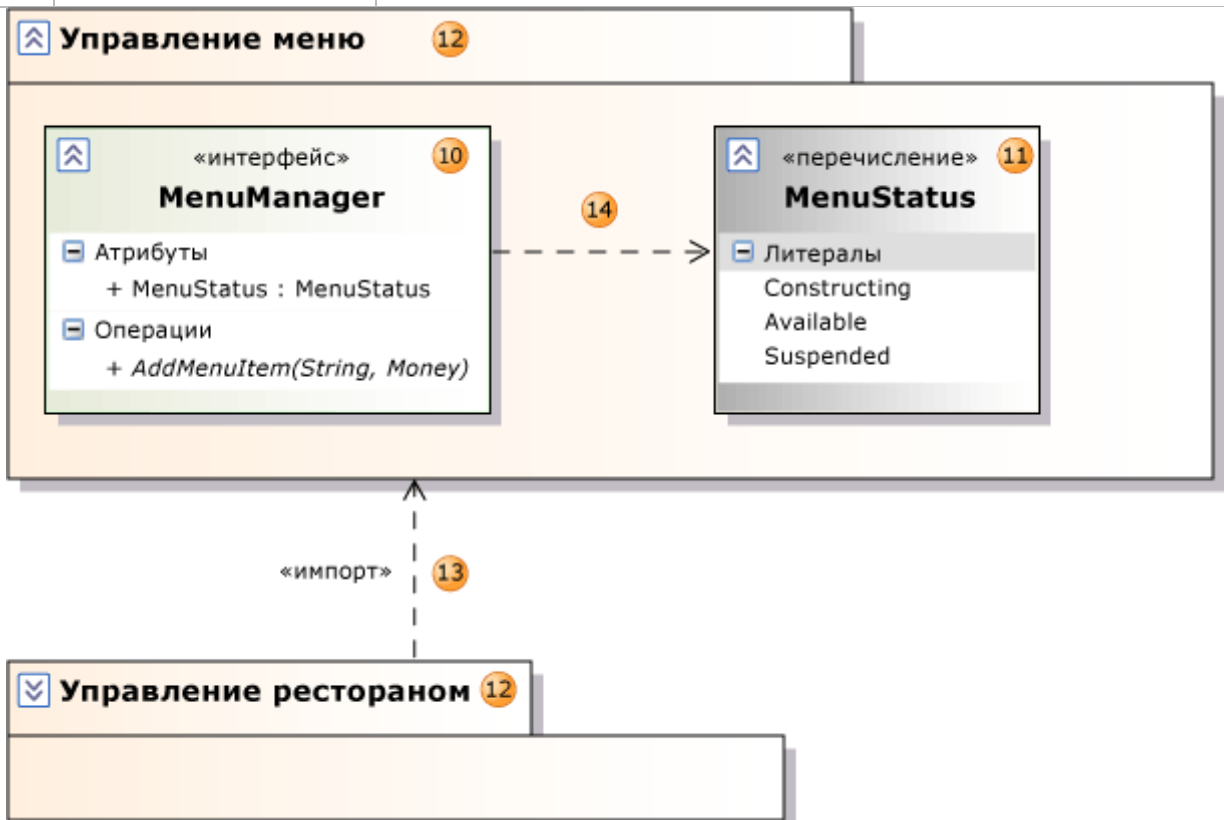 Управление меню 12
«интерфейс» 10
MenuManager
Атрибуты
+ MenuStatus : MenuStatus
Операции
+ AddMenuItem(String, Money)
14
«перечисление» 11
MenuStatus
Литералы
Constructing
Available
Suspended
«импорт» 13
Управление рестораном 12